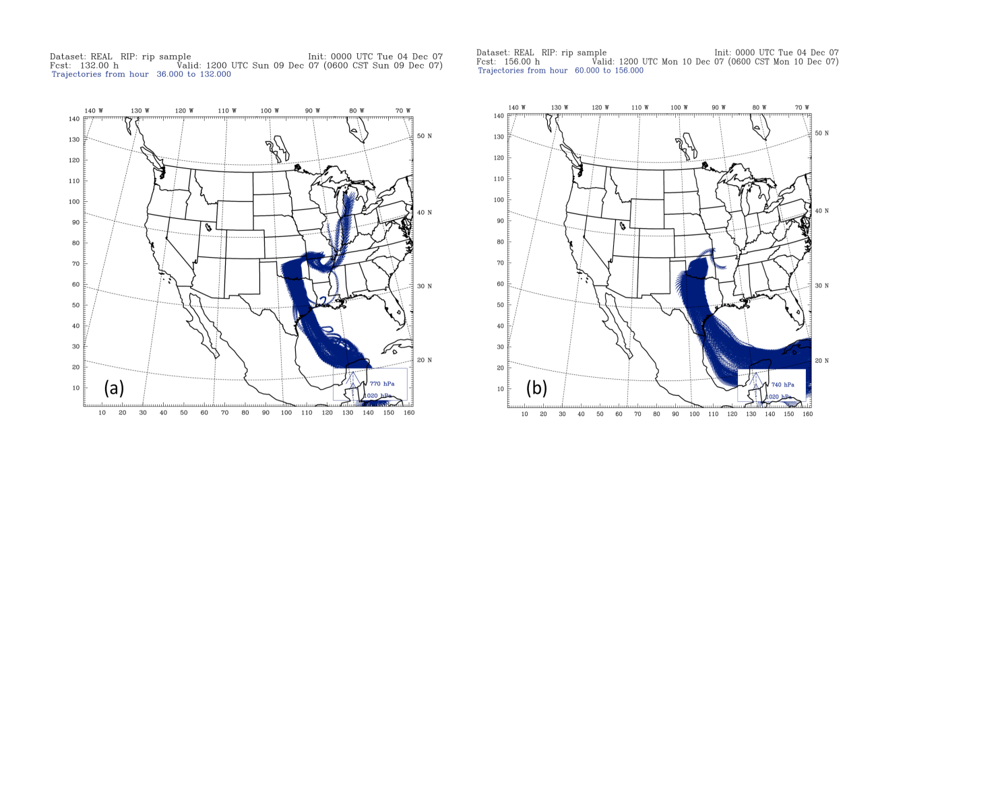 Dataset: REAL RIP: rip sample Init: 0000 UTC Tue 04 Dec 07
Fcst: 132.00 h Valid: 1200 UTC Sun 09 Dec 07 (0600 CST Sun 09 Dec 07)
Trajectories from hour 36.000 to 132.000
140 W 130 W 120 W 110 W 100 W 90 W 80 W 70 W
140
130
120
110
100
90
80
70
60
50
40
30
20
10
50 N
40 N
30 N
20 N
(a)
770 hPa
1020 hPa
10 20 30 40 50 60 70 80 90 100 110 120 130 140 150 160
Dataset: REAL RIP: rip sample Init: 0000 UTC Tue 04 Dec 07
Fcst: 156.00 h Valid: 1200 UTC Mon 10 Dec 07 (0600 CST Mon 10 Dec 07)
Trajectories from hour 60.000 to 156.000
140 W 130 W 120 W 110 W 100 W 90 W 80 W 70 W
140
130
120
110
100
90
80
70
60
50
40
30
20
10
50 N
40 N
30 N
20 N
(b)
740 hPa
1020 hPa
10 20 30 40 50 60 70 80 90 100 110 120 130 140 150 160